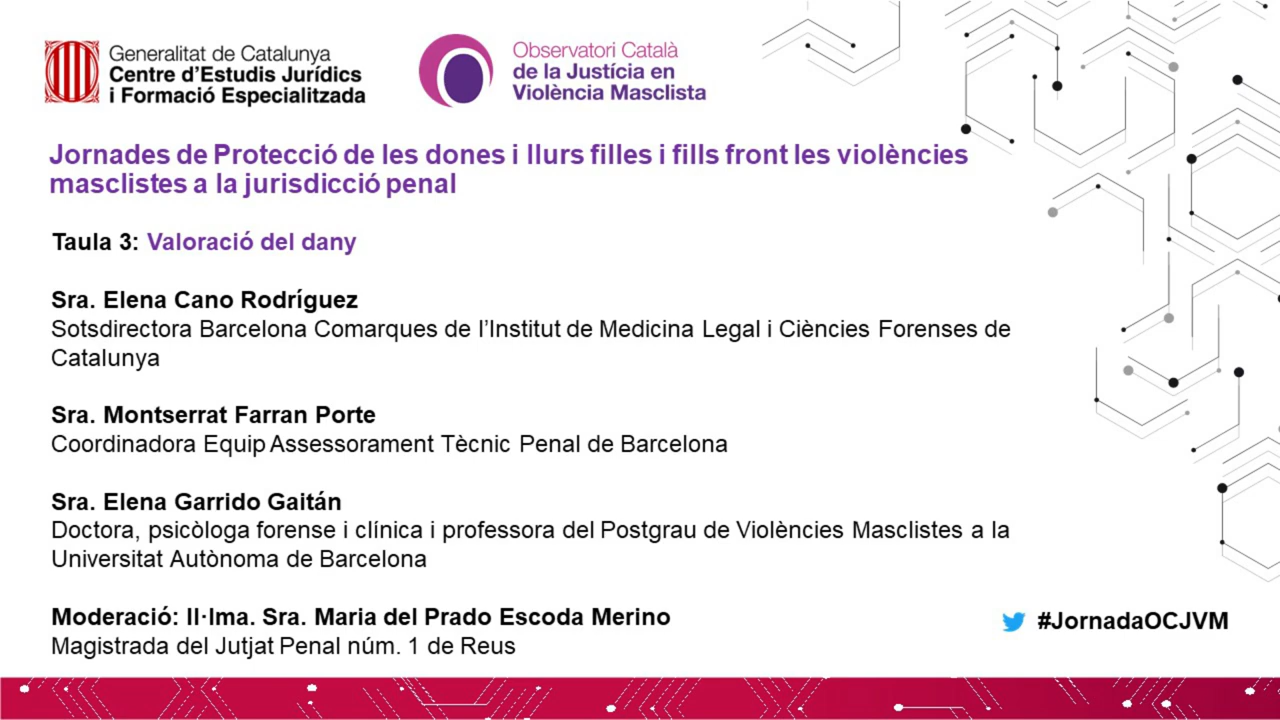 Generalitat de Catalunya
Centre d'Estudis Jurídics
i Formació Especialitzada
Observatori Català
de la Justícia en
Violència Masclista
Jornades de Protecció de les dones i llurs filles i fills front les violències
masclistes a la jurisdicció penal
Taula 3: Valoració del dany
Sra. Elena Cano Rodríguez
Sotsdirectora Barcelona Comarques de l'Institut de Medicina Legal i Ciències Forenses de
Catalunya
Sra. Montserrat Farran Porte
Coordinadora Equip Assessorament Tècnic Penal de Barcelona
Sra. Elena Garrido Gaitán
Doctora, psicòloga forense i clínica i professora del Postgrau de Violències Masclistes a la
Universitat Autònoma de Barcelona
Moderació: Il·lma. Sra. Maria del Prado Escoda Merino
Magistrada del Jutjat Penal núm. 1 de Reus
#JornadaOCJVM